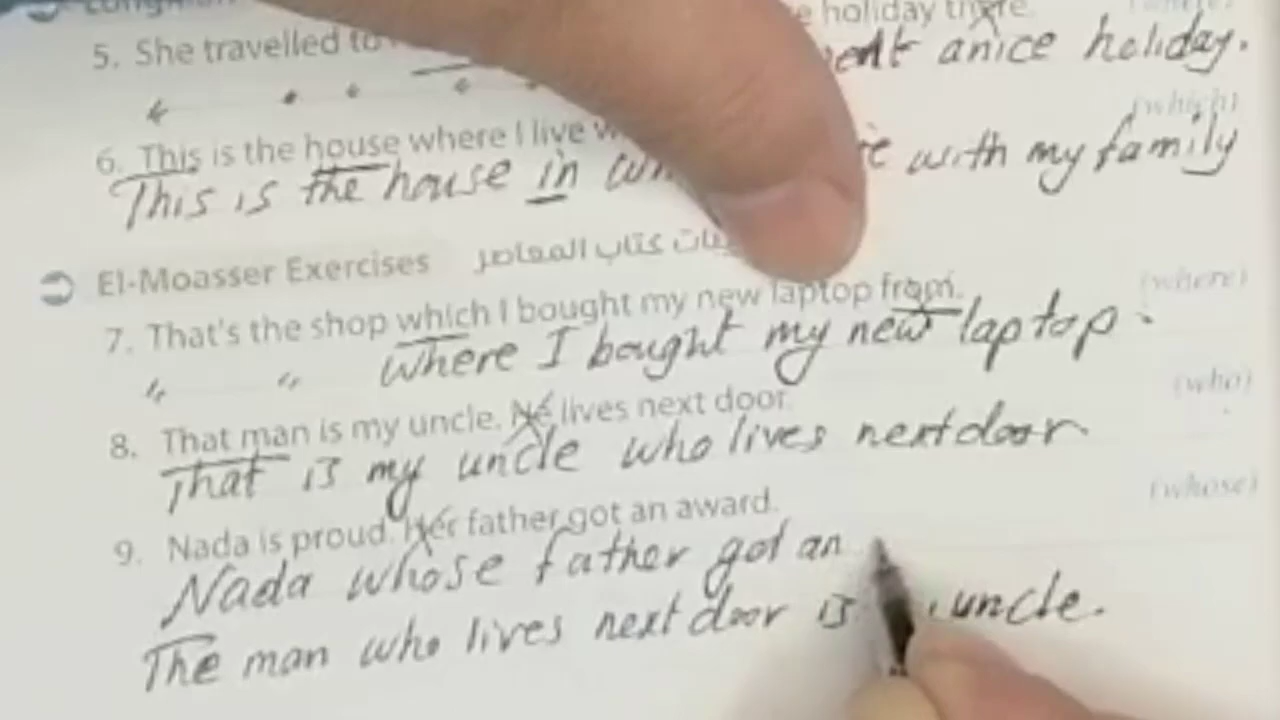 5. She travelled to holiday there.
anice holiday.
(which)
6. This is the house where I live
This is the house in with my family
El-Moasser Exercises كتاب المعاصر
7. That's the shop which I bought my new laptop from. (where)
" " where I bought my new laptop.
8. That man is my uncle. He lives next door. (who)
That is my uncle who lives next door.
9. Nada is proud. Her father got an award. (whose)
Nada whose father got an
The man who lives next door is uncle.